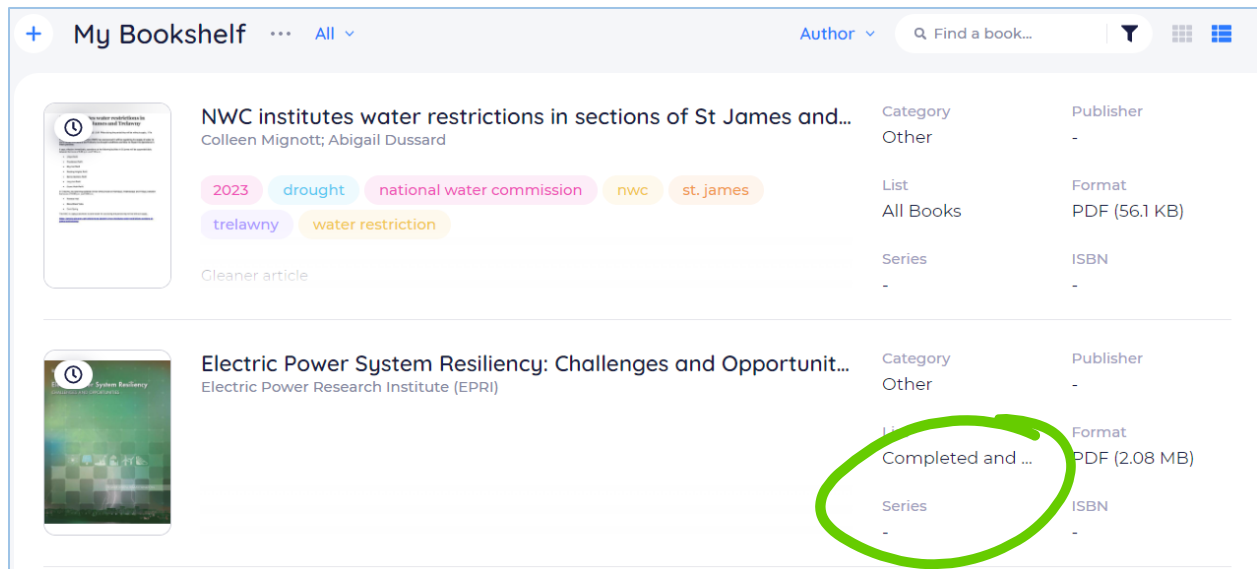 + My Bookshelf ... All
Author Find a book...
NWC institutes water restrictions in sections of St James and...
Colleen Mignott; Abigail Dussard
2023 drought national water commission nwc st. james
trelawny water restriction
Gleaner article
Category Publisher
Other -
List Format
All Books PDF (56.1 KB)
Series ISBN
- -
Electric Power System Resiliency: Challenges and Opportunit...
Electric Power Research Institute (EPRI)
System Resiliency
Category Publisher
Other -
Format
Completed and ... PDF (2.08 MB)
Series ISBN
- -